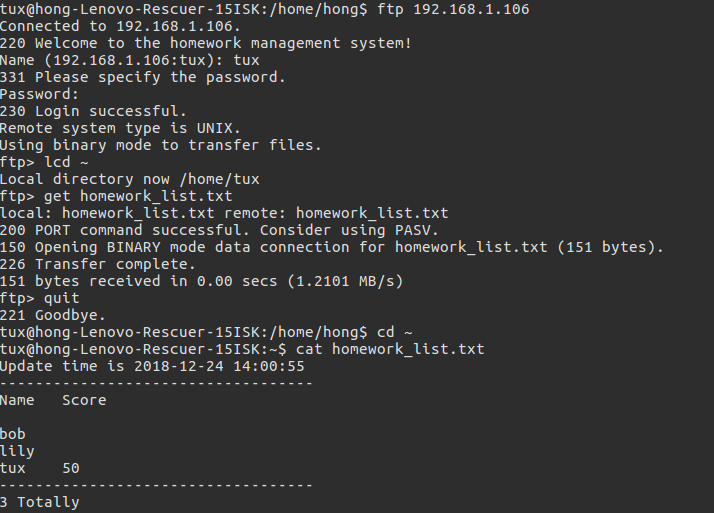 tux@hong-Lenovo-Rescuer-15ISK:/home/hong$ ftp 192.168.1.106
Connected to 192.168.1.106.
220 Welcome to the homework management system!
Name (192.168.1.106:tux): tux
331 Please specify the password.
Password:
230 Login successful.
Remote system type is UNIX.
Using binary mode to transfer files.
ftp> lcd ~
Local directory now /home/tux
ftp> get homework_list.txt
local: homework_list.txt remote: homework_list.txt
200 PORT command successful. Consider using PASV.
150 Opening BINARY mode data connection for homework_list.txt (151 bytes).
226 Transfer complete.
151 bytes received in 0.00 secs (1.2101 MB/s)
ftp> quit
221 Goodbye.
tux@hong-Lenovo-Rescuer-15ISK:/home/hong$ cd ~
tux@hong-Lenovo-Rescuer-15ISK:~$ cat homework_list.txt
Update time is 2018-12-24 14:00:55
------------------------------------
Name   Score
bob
lily
tux    50
------------------------------------
3 Totally